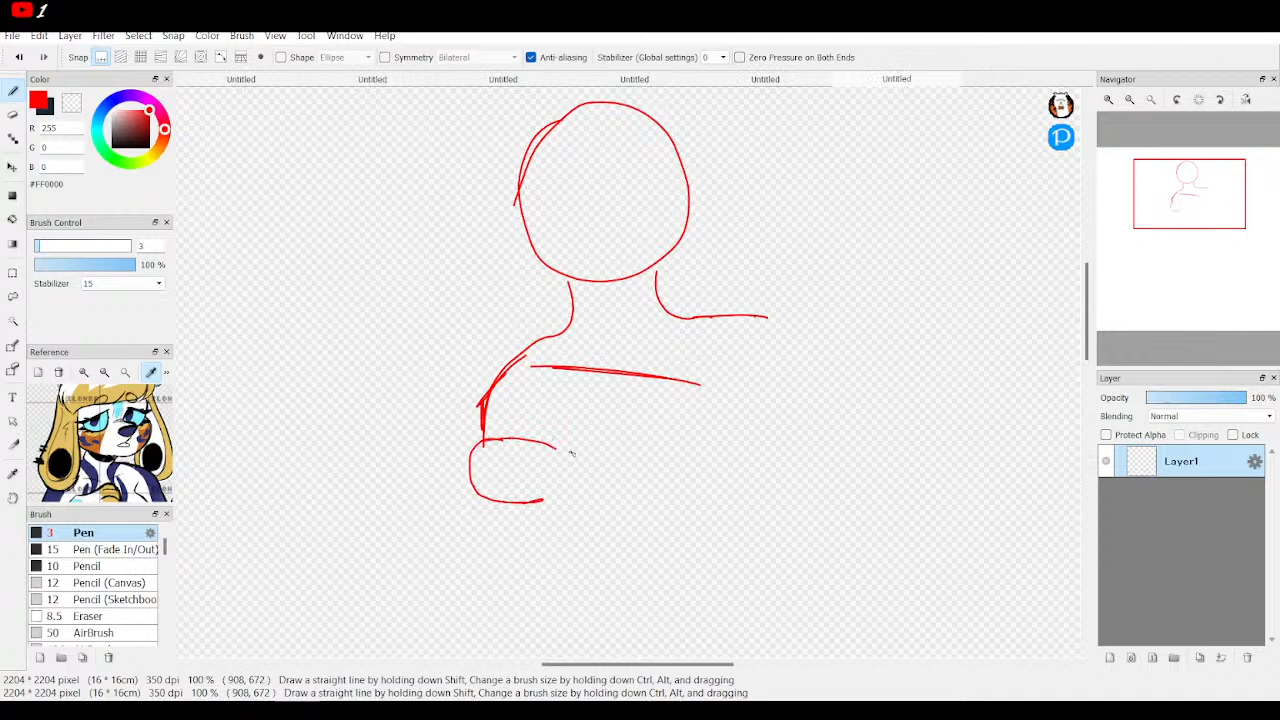 1
File Edit Layer Filter Select Snap Color Brush View Tool Window Help
Snap Shape Ellipse Symmetry Bilateral Anti-aliasing Stabilizer (Global settings) 0 Zero Pressure on Both Ends
Color Untitled Untitled Untitled Untitled Untitled Untitled Navigator
R 255
G 0
B 0
#FF0000
Brush Control
3
100 %
Stabilizer 15
Reference
Layer
Opacity 100 %
Blending Normal
Protect Alpha Clipping Lock
Layer1
Brush
3 Pen
15 Pen (Fade In/Out)
10 Pencil
12 Pencil (Canvas)
12 Pencil (Sketchboo
8.5 Eraser
50 AirBrush
2204 * 2204 pixel (16 * 16cm) 350 dpi 100 % ( 908, 672 ) Draw a straight line by holding down Shift, Change a brush size by holding down Ctrl, Alt, and dragging
2204 * 2204 pixel (16 * 16cm) 350 dpi 100 % ( 908, 672 ) Draw a straight line by holding down Shift, Change a brush size by holding down Ctrl, Alt, and dragging